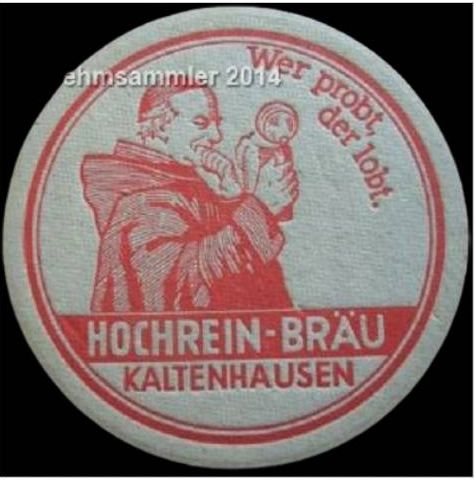 ehmsammler 2014
Wer probt,
der lobt.
HOCHREIN-BRÄU
KALTENHAUSEN